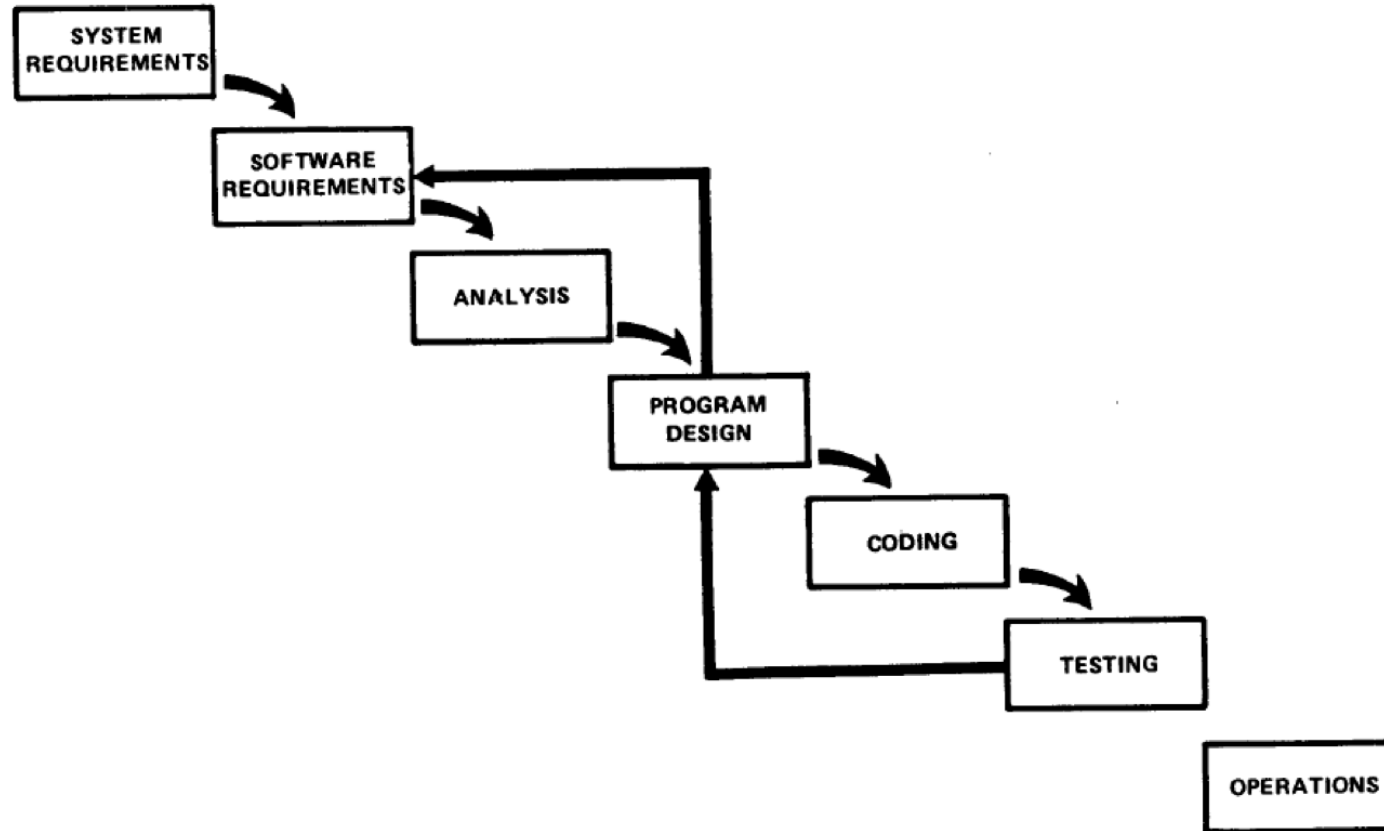 SYSTEM
REQUIREMENTS
SOFTWARE
REQUIREMENTS
ANALYSIS
PROGRAM
DESIGN
CODING
TESTING
OPERATIONS